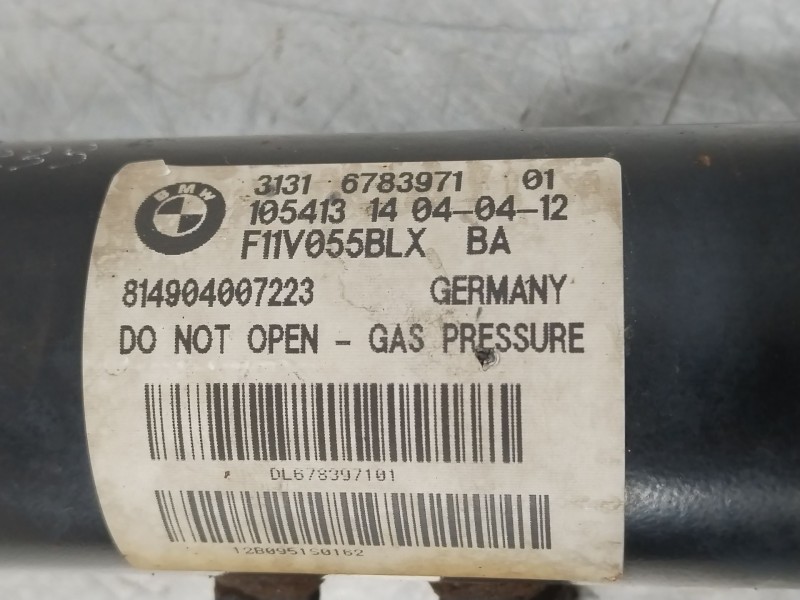 BMW
3131 6783971 01
105413 14 04-04-12
F11V055BLX BA
814904007223 GERMANY
DO NOT OPEN - GAS PRESSURE
DL678397101
12B0951S0162